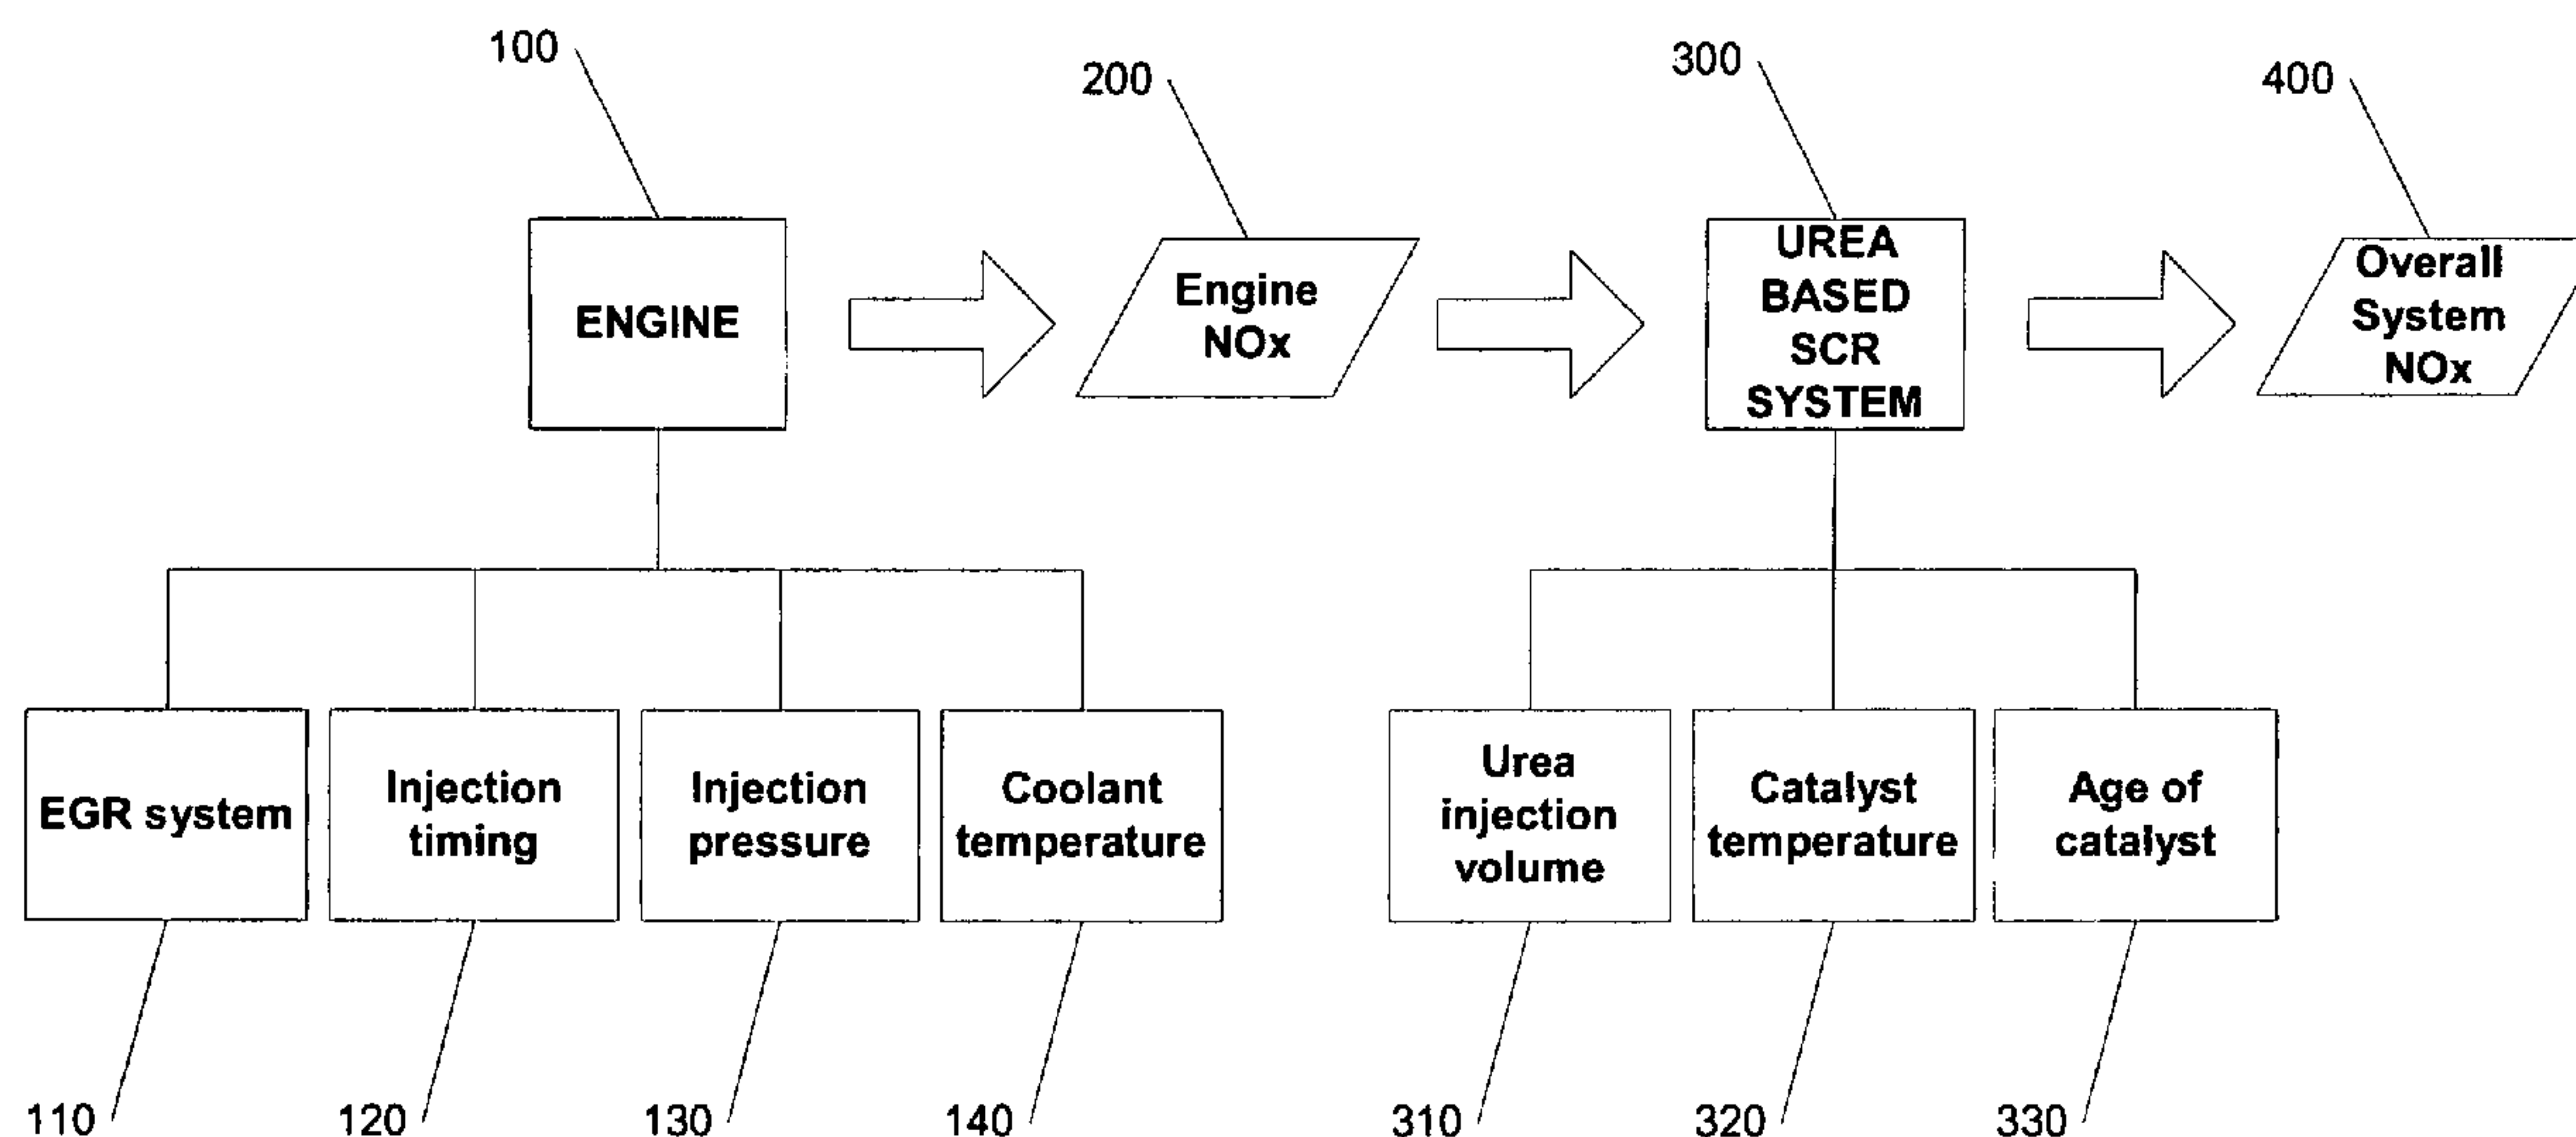 100
200
300
400
ENGINE
Engine
NOx
UREA
BASED
SCR
SYSTEM
Overall
System
NOx
EGR system
Injection
timing
Injection
pressure
Coolant
temperature
Urea
injection
volume
Catalyst
temperature
Age of
catalyst
110
120
130
140
310
320
330